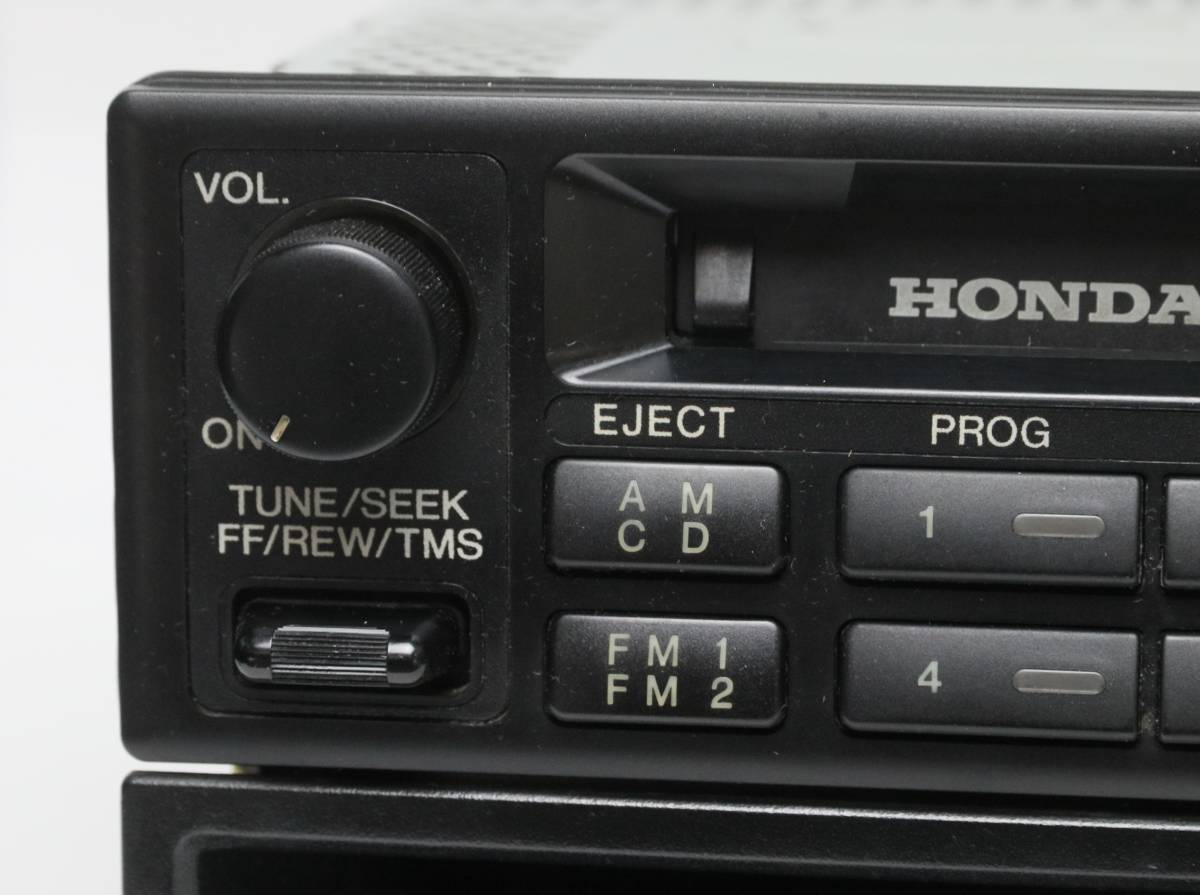 VOL.
HONDA
ON
EJECT
PROG
TUNE/SEEK
FF/REW/TMS
A M
C D
1
FM 1
FM 2
4